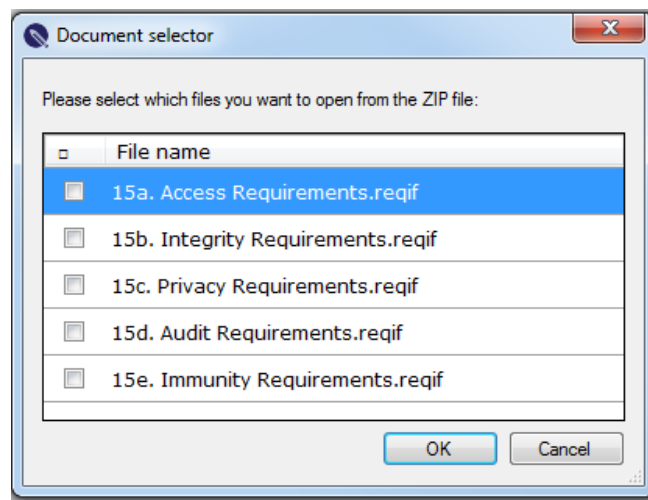 Document selector
Please select which files you want to open from the ZIP file:
File name
15a. Access Requirements.reqif
15b. Integrity Requirements.reqif
15c. Privacy Requirements.reqif
15d. Audit Requirements.reqif
15e. Immunity Requirements.reqif
OK Cancel